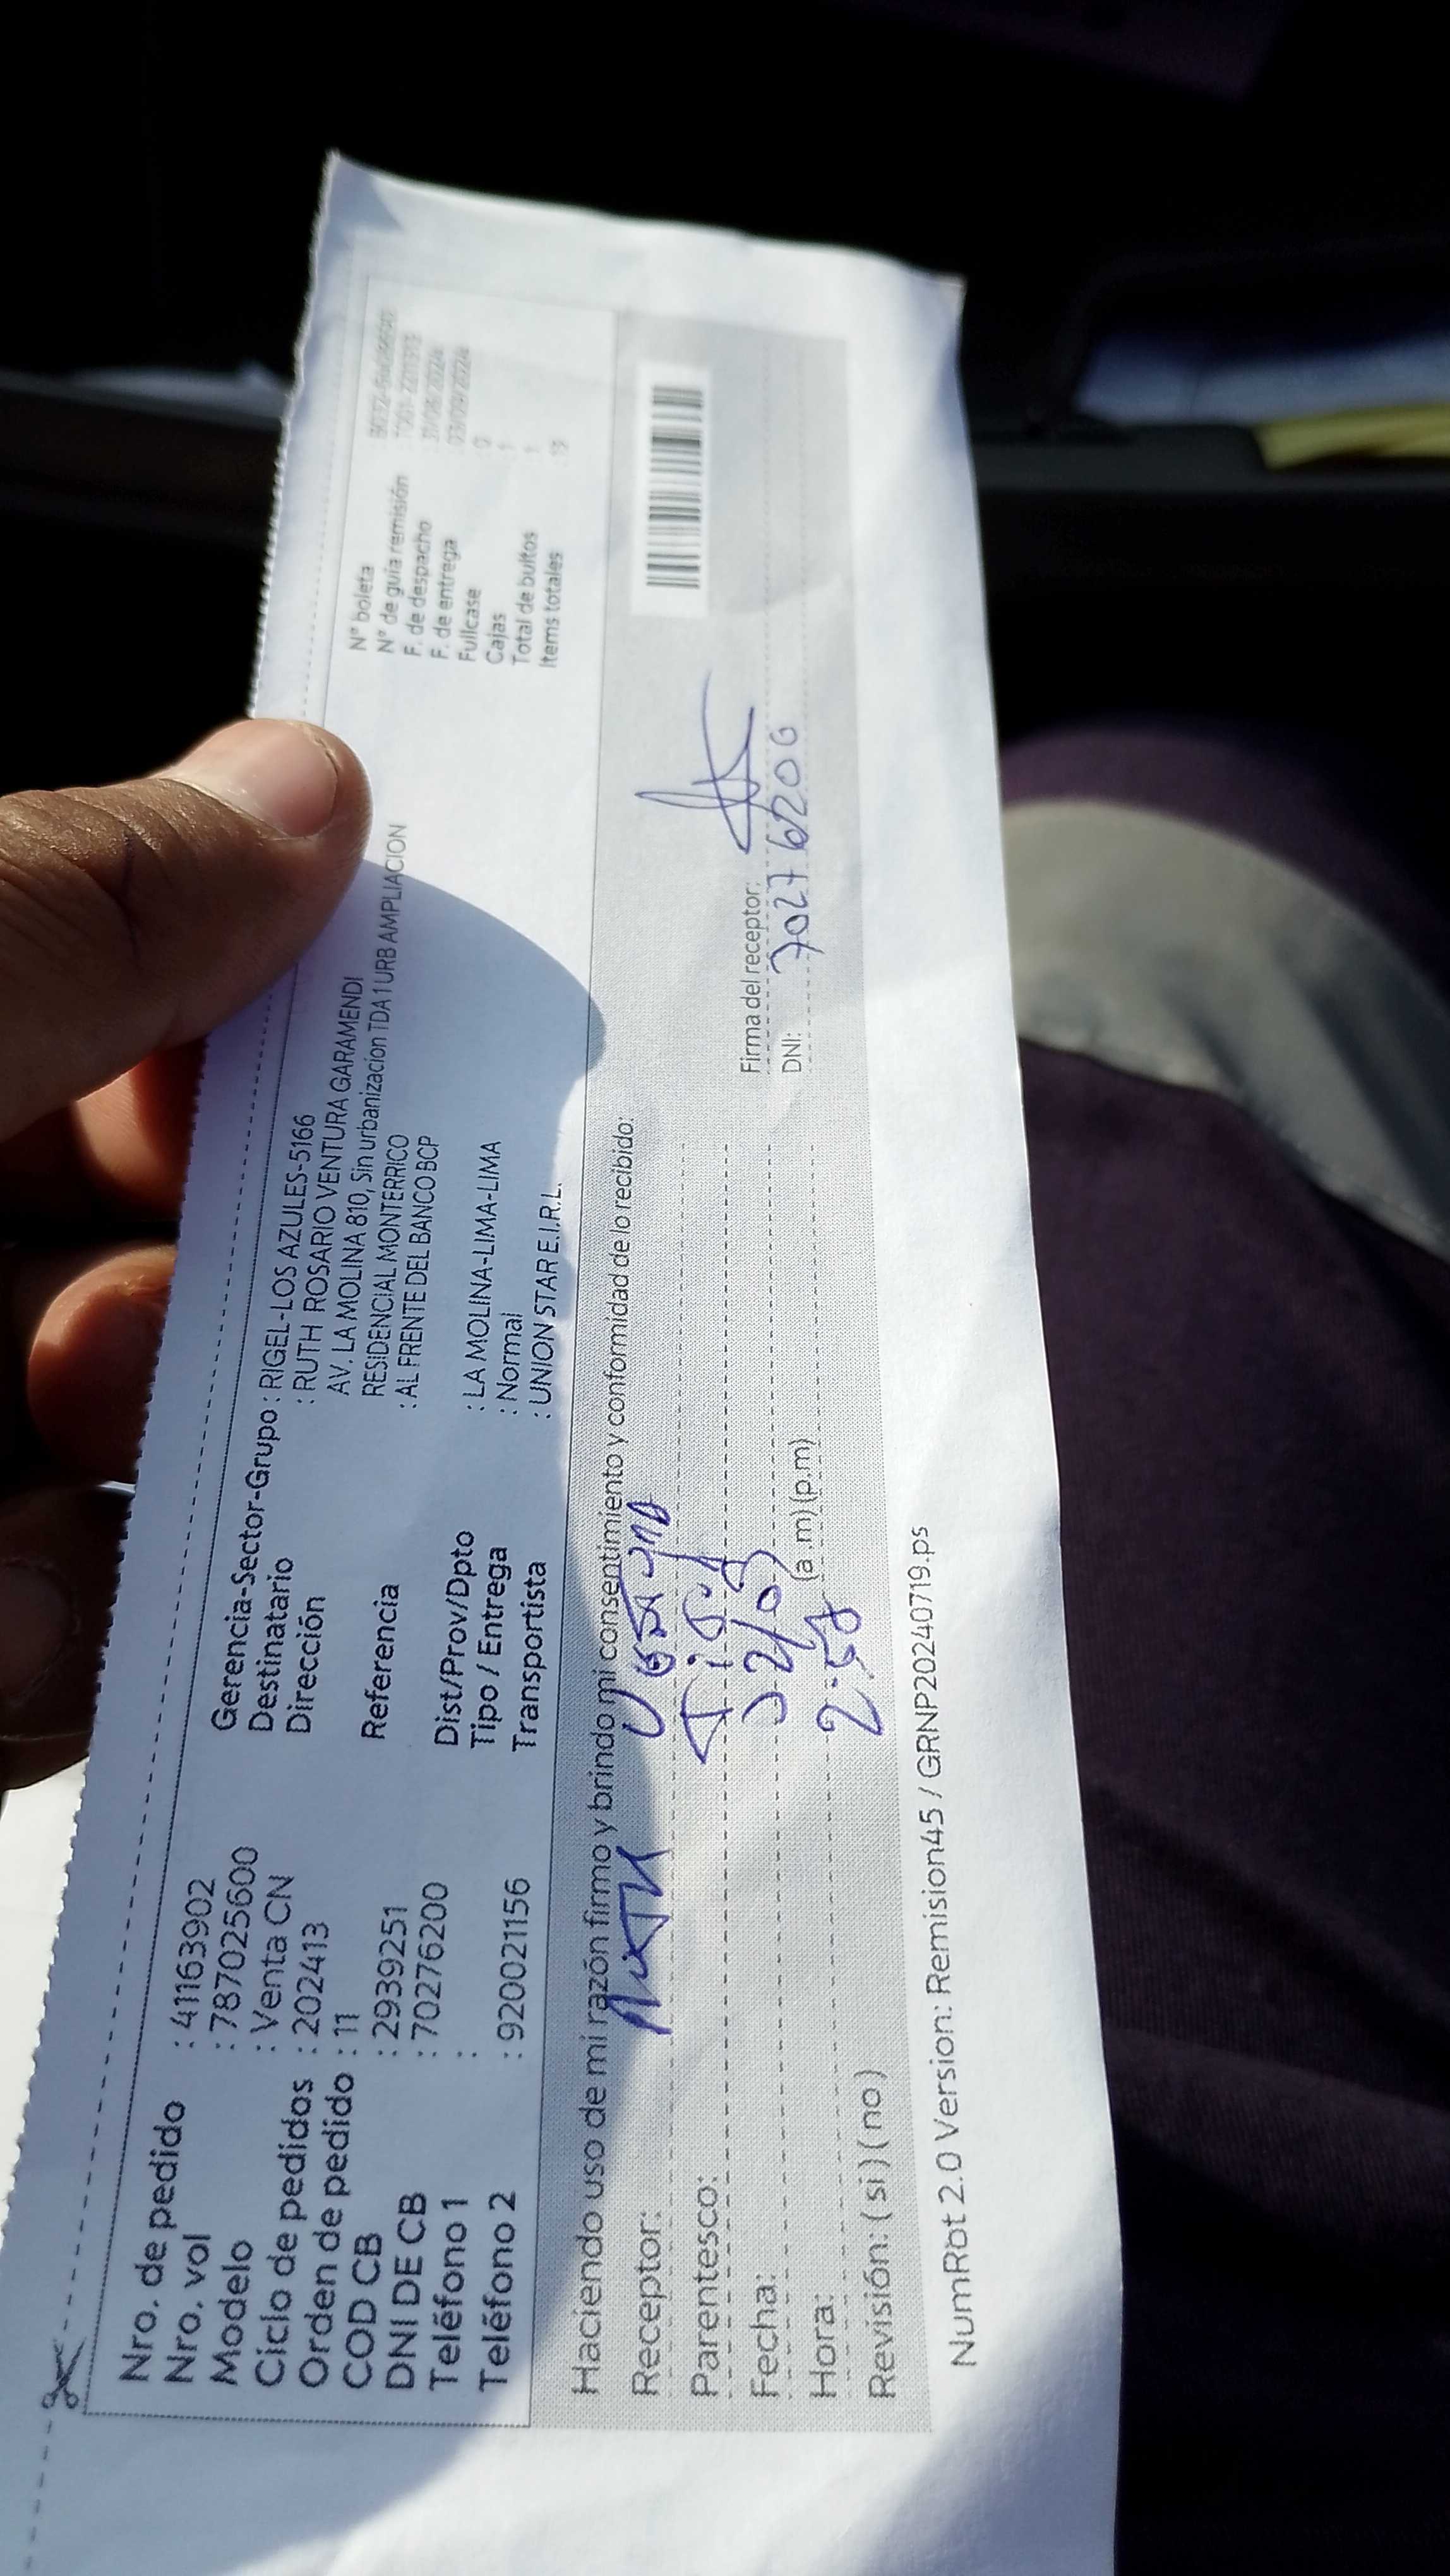 Nro. de pedido : 41163902
Nro. vol : 787025600
Modelo : Venta CN
Ciclo de pedidos : 202413
Orden de pedido : 11
COD CB : 2939251
DNI DE CB : 70276200
Teléfono 1 :
Teléfono 2 : 920021156
Gerencia-Sector-Grupo : RIGEL-LOS AZULES-5166
Destinatario : RUTH ROSARIO VENTURA GARAMENDI
Dirección AV. LA MOLINA 810, Sin urbanizacion TDA 1 URB AMPLIACION
RESIDENCIAL MONTERRICO
Referencia : AL FRENTE DEL BANCO BCP
Dist/Prov/Dpto : LA MOLINA-LIMA-LIMA
Tipo / Entrega : Normal
Transportista : UNION STAR E.I.R.L.
N° boleta
N° de guía remisión
F. de despacho
F. de entrega
Fullcase 0
Cajas 1
Total de bultos 1
Items totales
Haciendo uso de mi razón firmo y brindo mi consentimiento y conformidad de lo recibido:
Receptor:
Parentesco:
Fecha: 02/09
Hora: 2:58 (a .m) (p.m)
Revisión: ( si ) ( no )
Firma del receptor:
DNI:
NumRot 2.0 Version: Remision45 / GRNP20240719.ps